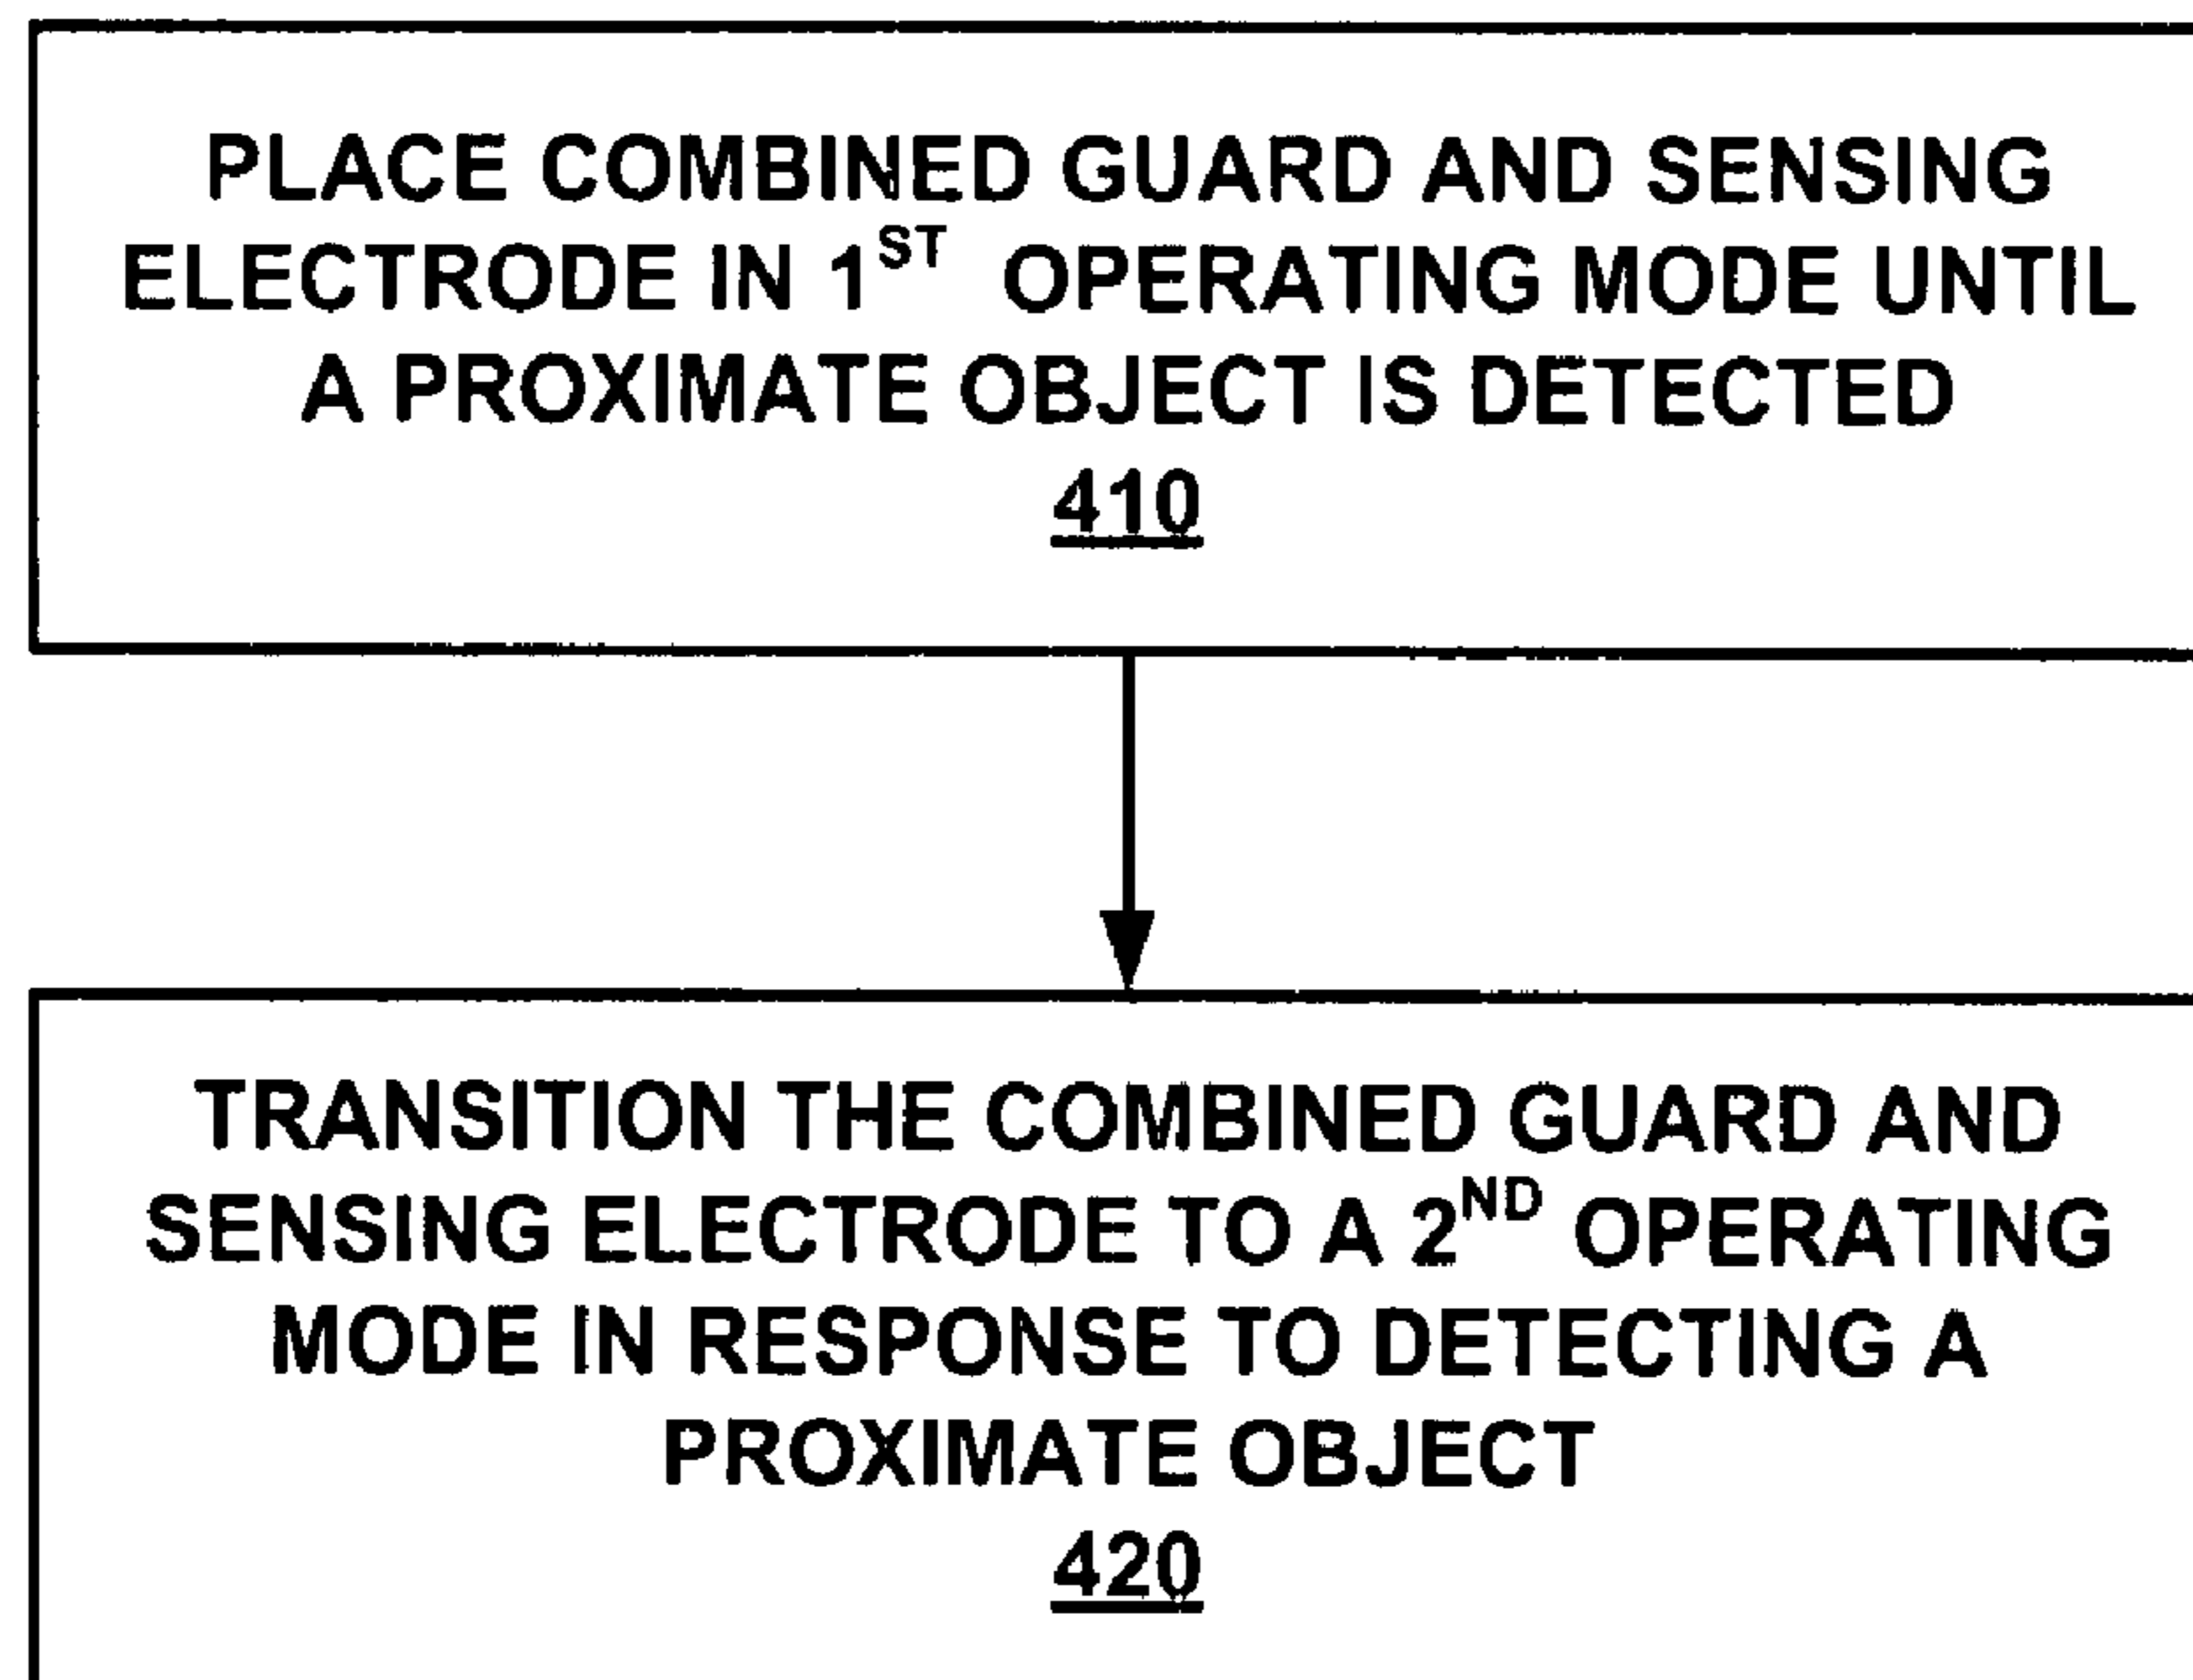 PLACE COMBINED GUARD AND SENSING
ELECTRODE IN 1ST OPERATING MODE UNTIL
A PROXIMATE OBJECT IS DETECTED
410
TRANSITION THE COMBINED GUARD AND
SENSING ELECTRODE TO A 2ND OPERATING
MODE IN RESPONSE TO DETECTING A
PROXIMATE OBJECT
420